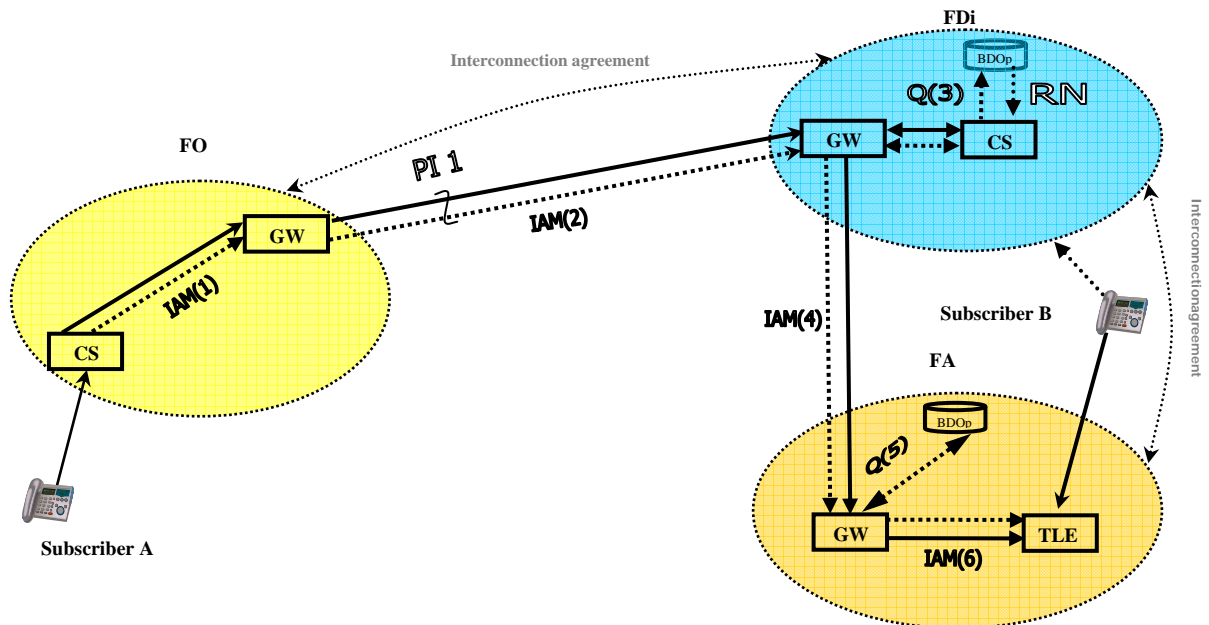 FDi
Interconnection agreement
BDOp
Q(3)
RN
GW
CS
FO
PI 1
GW
IAM(2)
IAM(1)
CS
IAM(4)
Subscriber B
Interconnectionagreement
FA
BDOp
Q(5)
GW
TLE
IAM(6)
Subscriber A